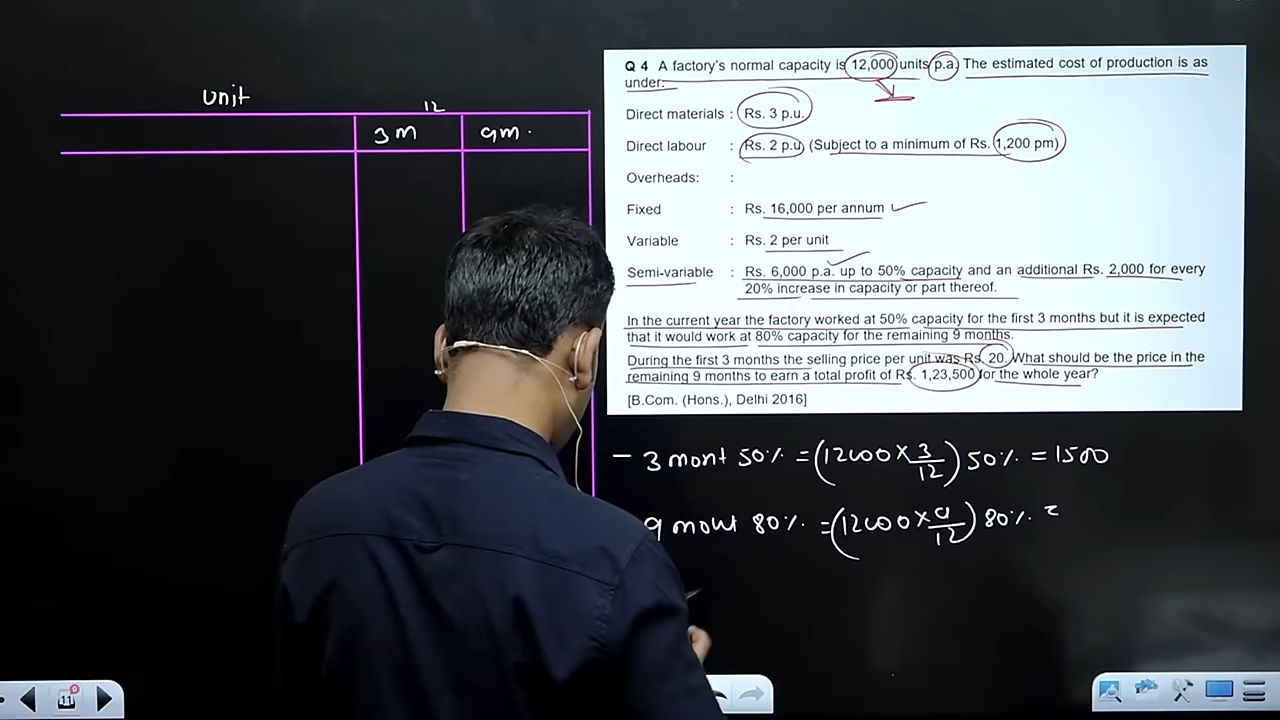 unit
12
3m 9m.
Q 4 A factory's normal capacity is 12,000 units p.a. The estimated cost of production is as
under:
Direct materials : Rs. 3 p.u.
Direct labour : Rs. 2 p.u. (Subject to a minimum of Rs. 1,200 pm)
Overheads: :
Fixed : Rs. 16,000 per annum
Variable : Rs. 2 per unit
Semi-variable : Rs. 6,000 p.a. up to 50% capacity and an additional Rs. 2,000 for every
20% increase in capacity or part thereof.
In the current year the factory worked at 50% capacity for the first 3 months but it is expected
that it would work at 80% capacity for the remaining 9 months.
During the first 3 months the selling price per unit was Rs. 20. What should be the price in the
remaining 9 months to earn a total profit of Rs. 1,23,500 for the whole year?
[B.Com. (Hons.), Delhi 2016]
– 3 mont 50% = (12000 × 3/12) 50% = 1500
9 mont 80% = (12000 × 9/12) 80% =
11 0